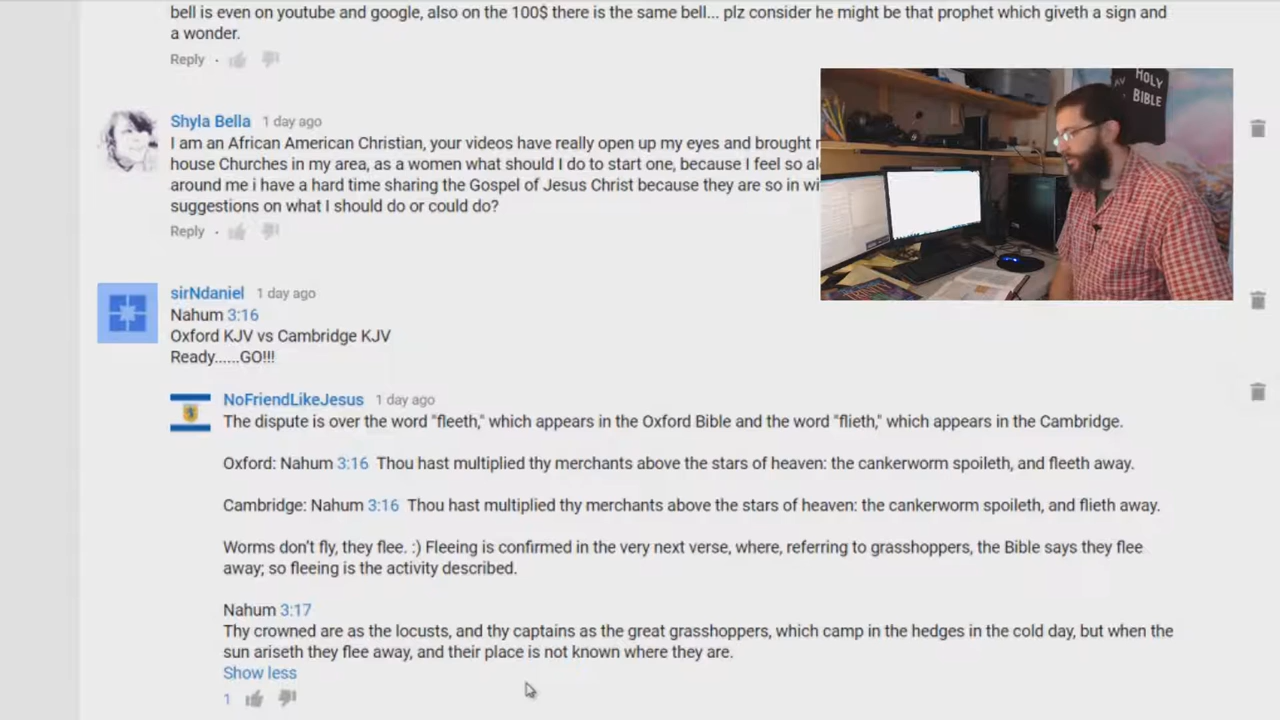 bell is even on youtube and google, also on the 100$ there is the same bell... plz consider he might be that prophet which giveth a sign and
a wonder.
Reply ·
Shyla Bella 1 day ago
I am an African American Christian, your videos have really open up my eyes and brought
house Churches in my area, as a women what should I do to start one, because I feel so
around me i have a hard time sharing the Gospel of Jesus Christ because they are so in
suggestions on what I should do or could do?
Reply ·
HOLY
BIBLE
AV
sirNdaniel 1 day ago
Nahum 3:16
Oxford KJV vs Cambridge KJV
Ready......GO!!!
NoFriendLikeJesus 1 day ago
The dispute is over the word "fleeth," which appears in the Oxford Bible and the word "flieth," which appears in the Cambridge.
Oxford: Nahum 3:16 Thou hast multiplied thy merchants above the stars of heaven: the cankerworm spoileth, and fleeth away.
Cambridge: Nahum 3:16 Thou hast multiplied thy merchants above the stars of heaven: the cankerworm spoileth, and flieth away.
Worms don't fly, they flee. :) Fleeing is confirmed in the very next verse, where, referring to grasshoppers, the Bible says they flee
away; so fleeing is the activity described.
Nahum 3:17
Thy crowned are as the locusts, and thy captains as the great grasshoppers, which camp in the hedges in the cold day, but when the
sun ariseth they flee away, and their place is not known where they are.
Show less
1